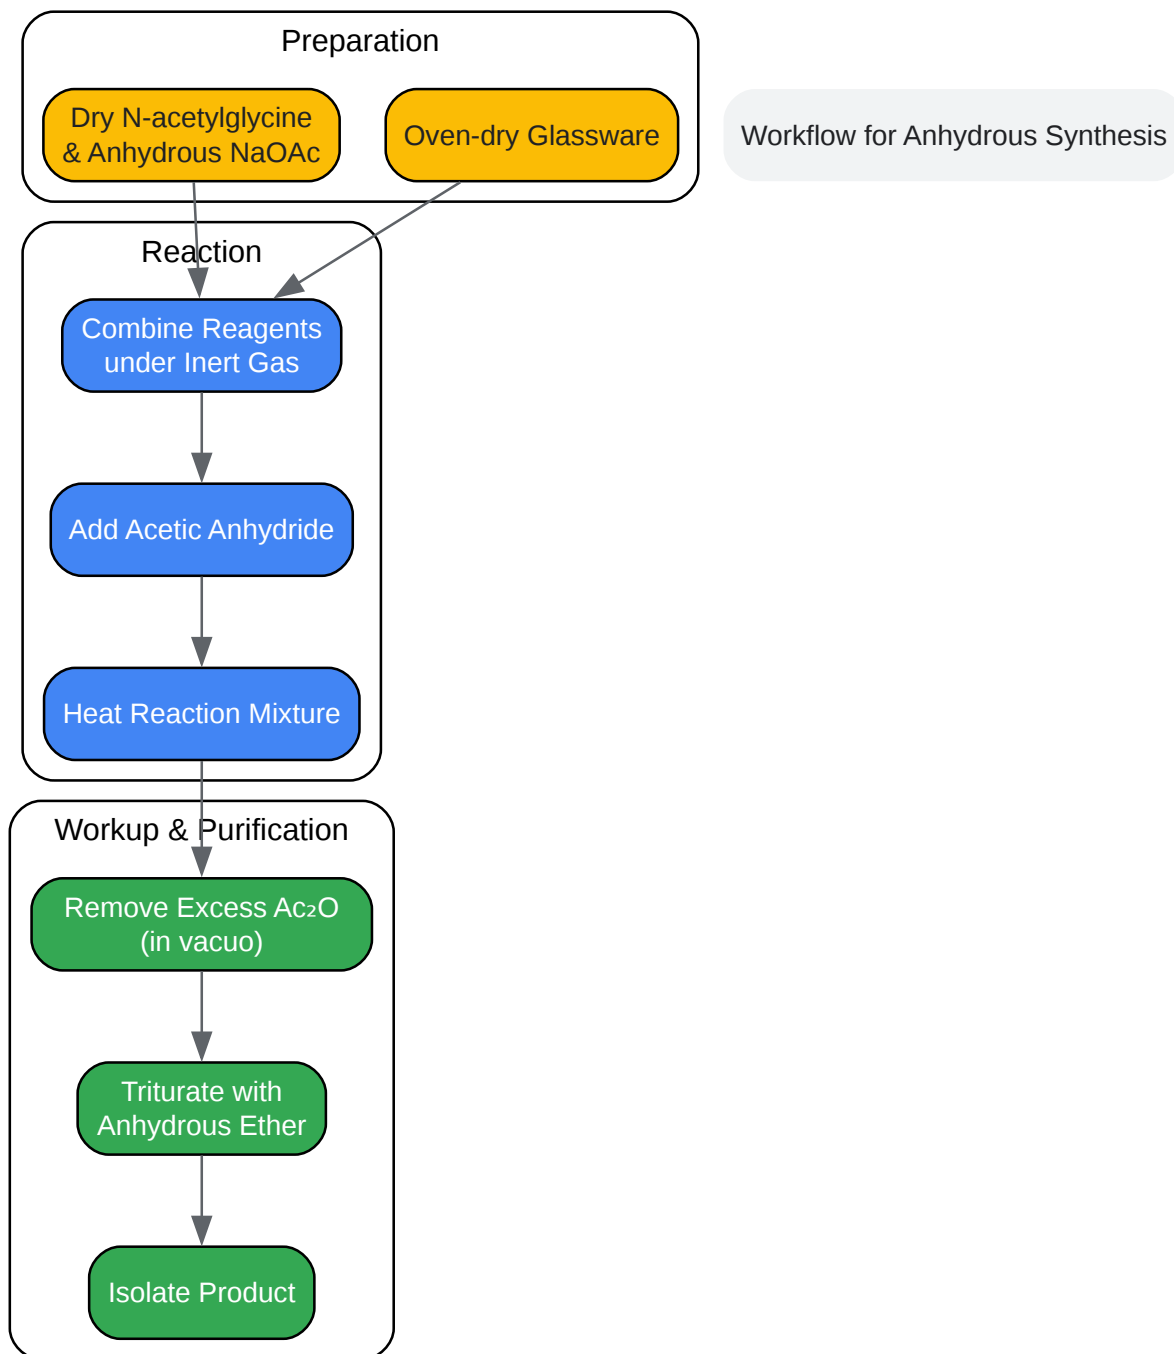 Preparation
Dry N-acetylglycine
& Anhydrous NaOAc
Oven-dry Glassware
Workflow for Anhydrous Synthesis
Reaction
Combine Reagents
under Inert Gas
Add Acetic Anhydride
Heat Reaction Mixture
Workup & Purification
Remove Excess Ac₂O
(in vacuo)
Triturate with
Anhydrous Ether
Isolate Product